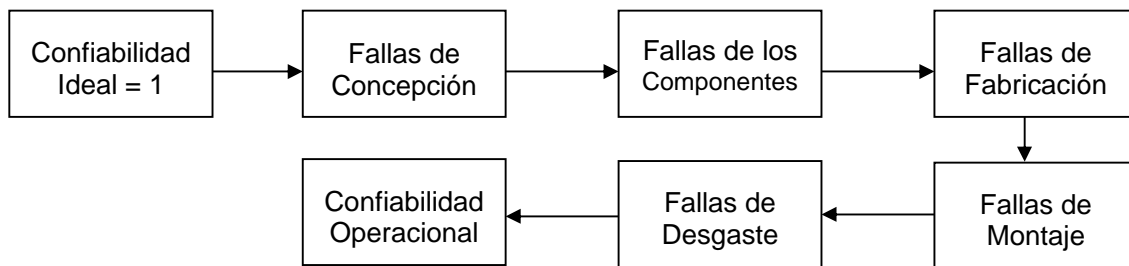 Confiabilidad
Ideal = 1
Fallas de
Concepción
Fallas de los
Componentes
Fallas de
Fabricación
Fallas de
Montaje
Fallas de
Desgaste
Confiabilidad
Operacional